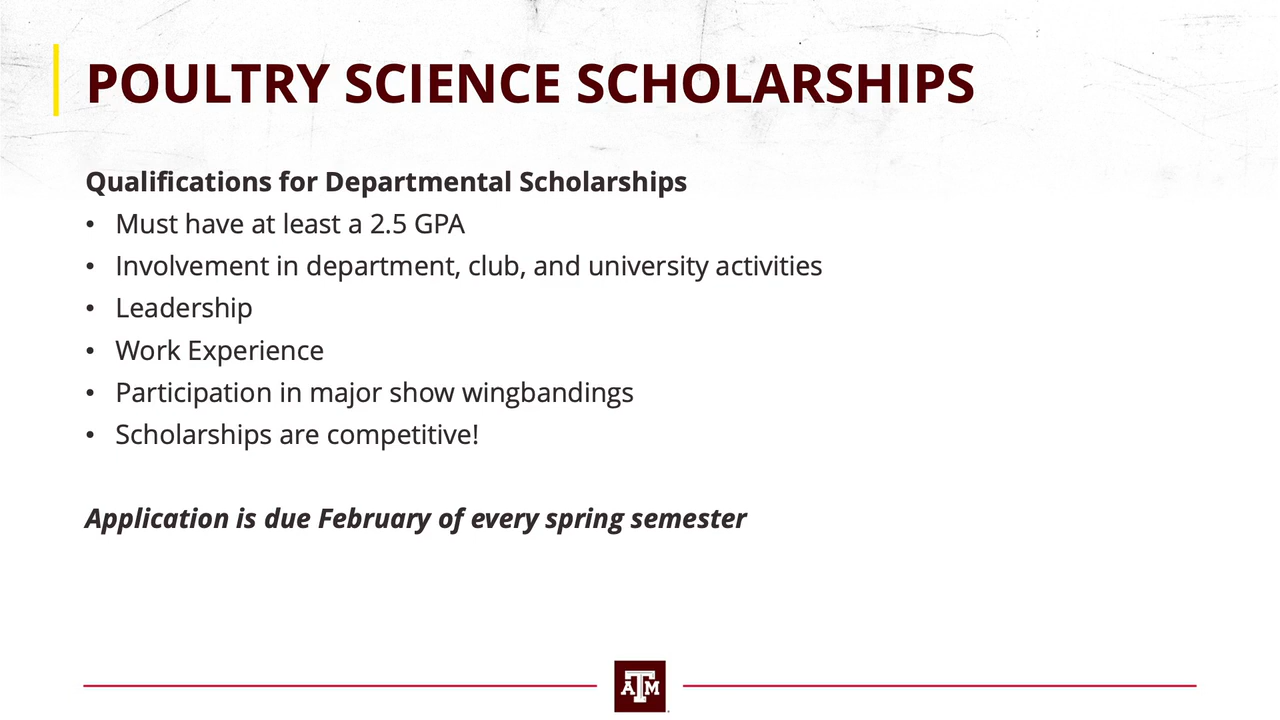 POULTRY SCIENCE SCHOLARSHIPS
Qualifications for Departmental Scholarships
• Must have at least a 2.5 GPA
• Involvement in department, club, and university activities
• Leadership
• Work Experience
• Participation in major show wingbandings
• Scholarships are competitive!
Application is due February of every spring semester
ATM